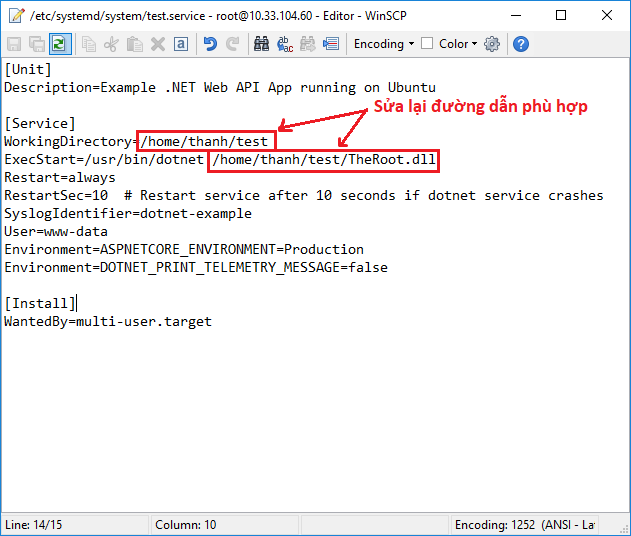 /etc/systemd/system/test.service - root@10.33.104.60 - Editor - WinSCP
Encoding Color
[Unit]
Description=Example .NET Web API App running on Ubuntu
Sửa lại đường dẫn phù hợp
[Service]
WorkingDirectory=/home/thanh/test
ExecStart=/usr/bin/dotnet /home/thanh/test/TheRoot.dll
Restart=always
RestartSec=10  # Restart service after 10 seconds if dotnet service crashes
SyslogIdentifier=dotnet-example
User=www-data
Environment=ASPNETCORE_ENVIRONMENT=Production
Environment=DOTNET_PRINT_TELEMETRY_MESSAGE=false
[Install]
WantedBy=multi-user.target
Line: 14/15 Column: 10 Encoding: 1252 (ANSI - La